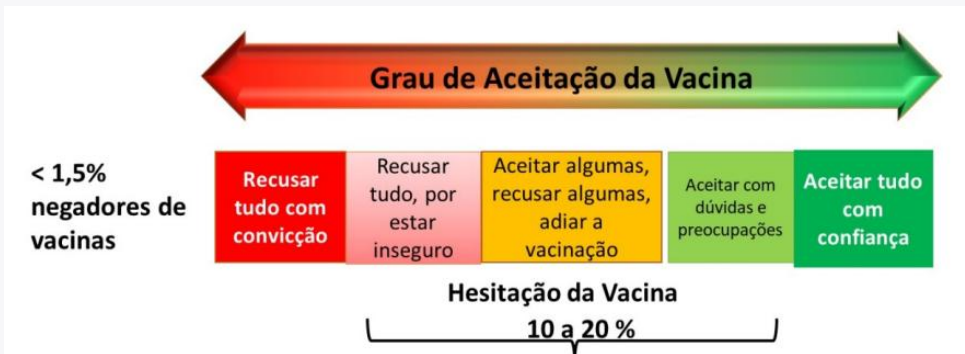 Grau de Aceitação da Vacina
< 1,5%
negadores de
vacinas
Recusar
tudo com
convicção
Recusar
tudo, por
estar
inseguro
Aceitar algumas,
recusar algumas,
adiar a
vacinação
Aceitar com
dúvidas e
preocupações
Aceitar tudo
com
confiança
Hesitação da Vacina
10 a 20 %